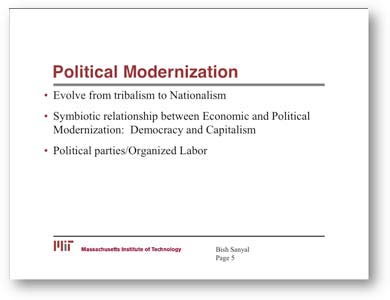 Political Modernization
• Evolve from tribalism to Nationalism
• Symbiotic relationship between Economic and Political
Modernization: Democracy and Capitalism
• Political parties/Organized Labor
MIT Massachusetts Institute of Technology
Bish Sanyal
Page 5